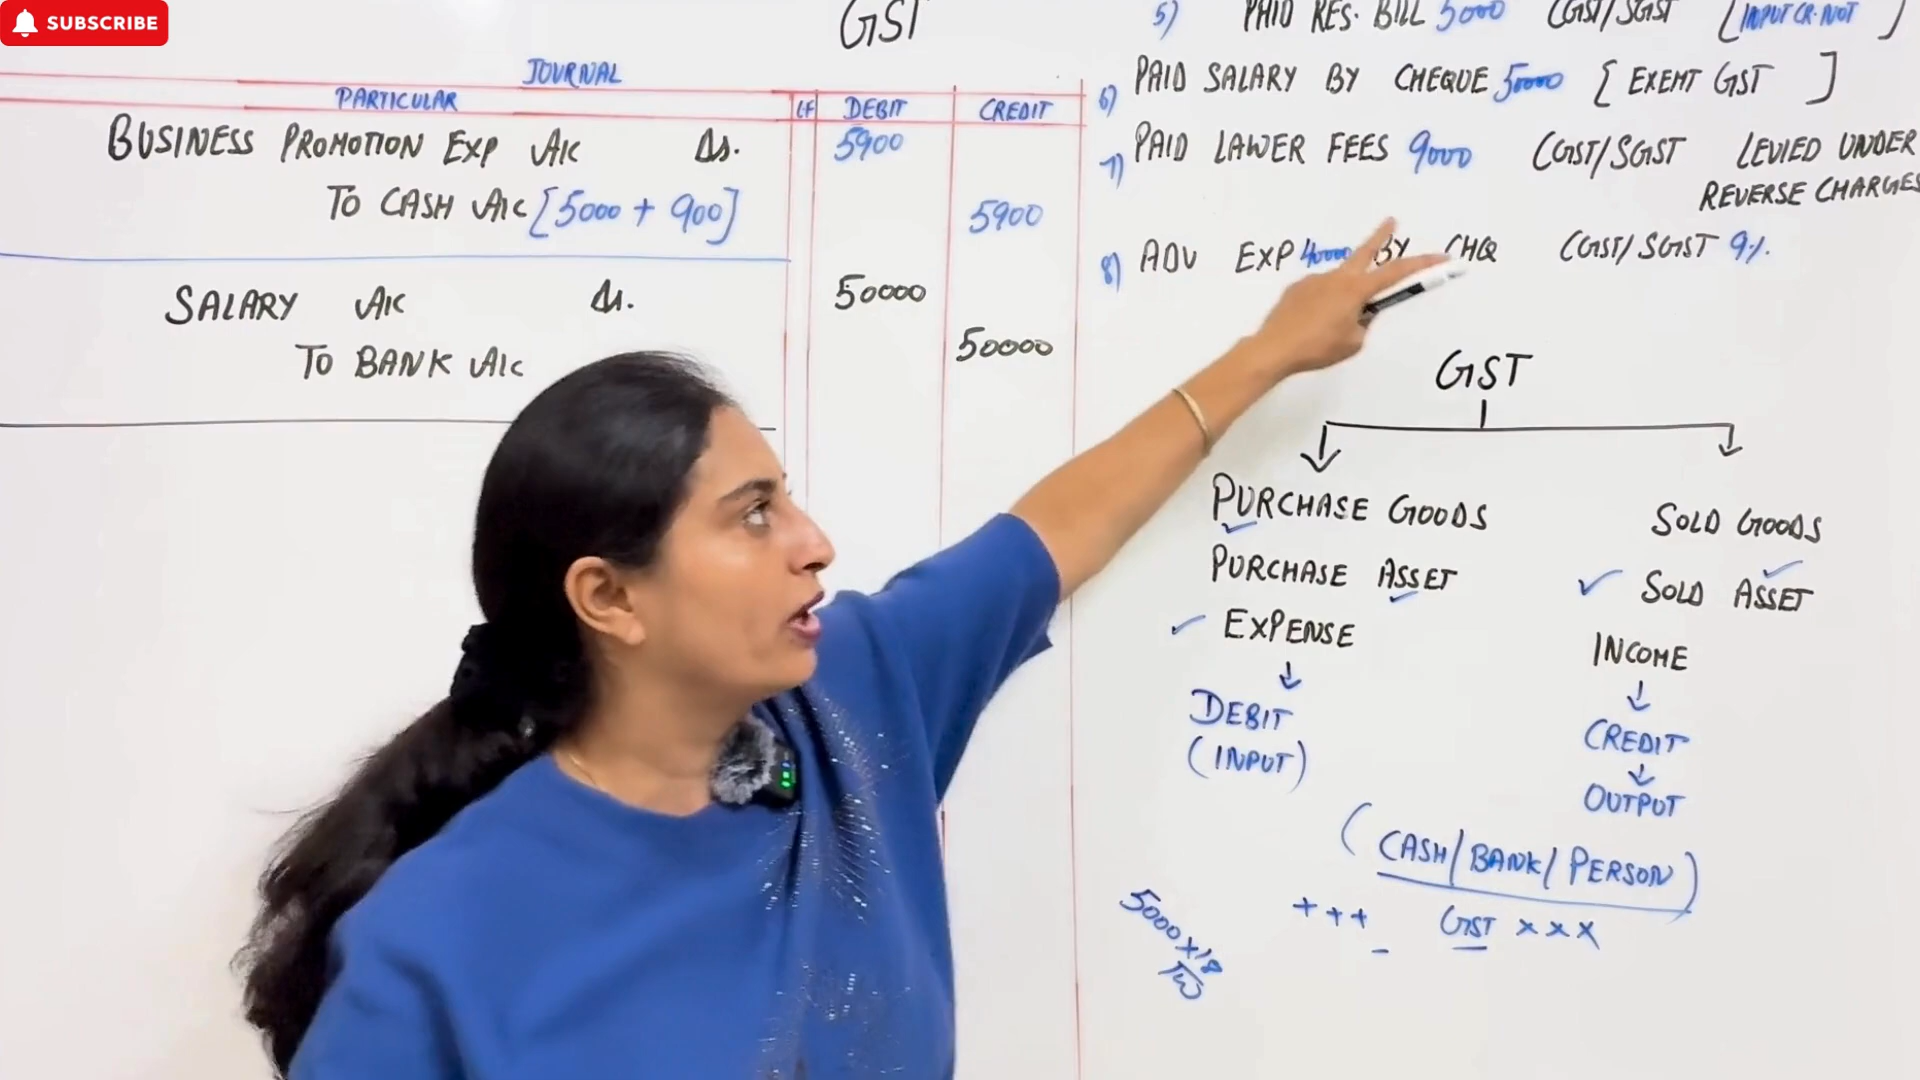 SUBSCRIBE
GST
JOURNAL
PARTICULAR LF DEBIT CREDIT
BUSINESS PROMOTION EXP A/C Dr. 5900
TO CASH A/C [5000 + 900] 5900
SALARY A/C Dr. 50000
TO BANK A/C 50000
5) PAID RES. BILL 5000 CGST/SGST [INPUT CR. NOT ]
6) PAID SALARY BY CHEQUE 50000 [EXEMT GST ]
7) PAID LAWER FEES 9000 CGST/SGST LEVIED UNDER
REVERSE CHARGES
8) ADV EXP 40000 BY CHQ CGST/SGST 9%.
GST
PURCHASE GOODS
PURCHASE ASSET
EXPENSE
DEBIT
(INPUT)
SOLD GOODS
SOLD ASSET
INCOME
CREDIT
OUTPUT
(CASH/BANK/PERSON)
+++ GST xxx
5000x18